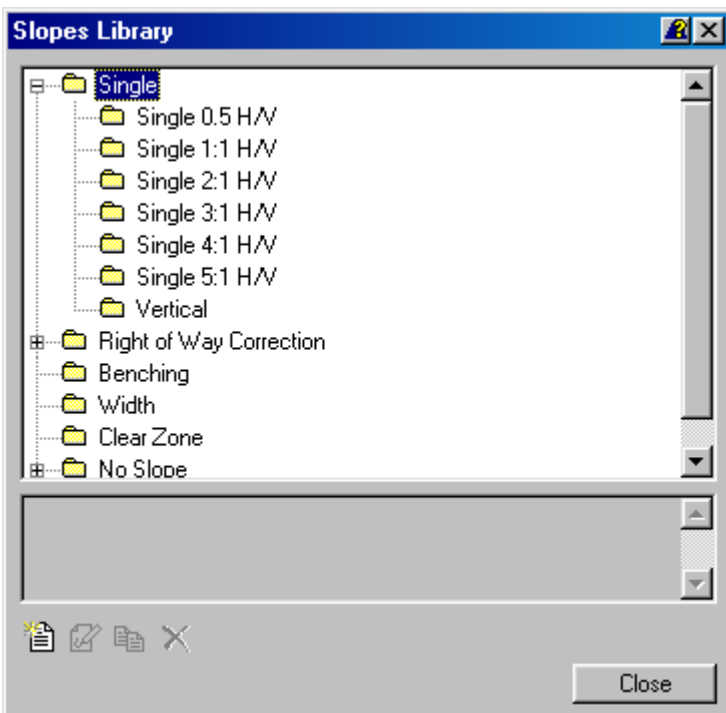 Slopes Library
Single
Single 0.5 H/V
Single 1:1 H/V
Single 2:1 H/V
Single 3:1 H/V
Single 4:1 H/V
Single 5:1 H/V
Vertical
Right of Way Correction
Benching
Width
Clear Zone
No Slope
Close